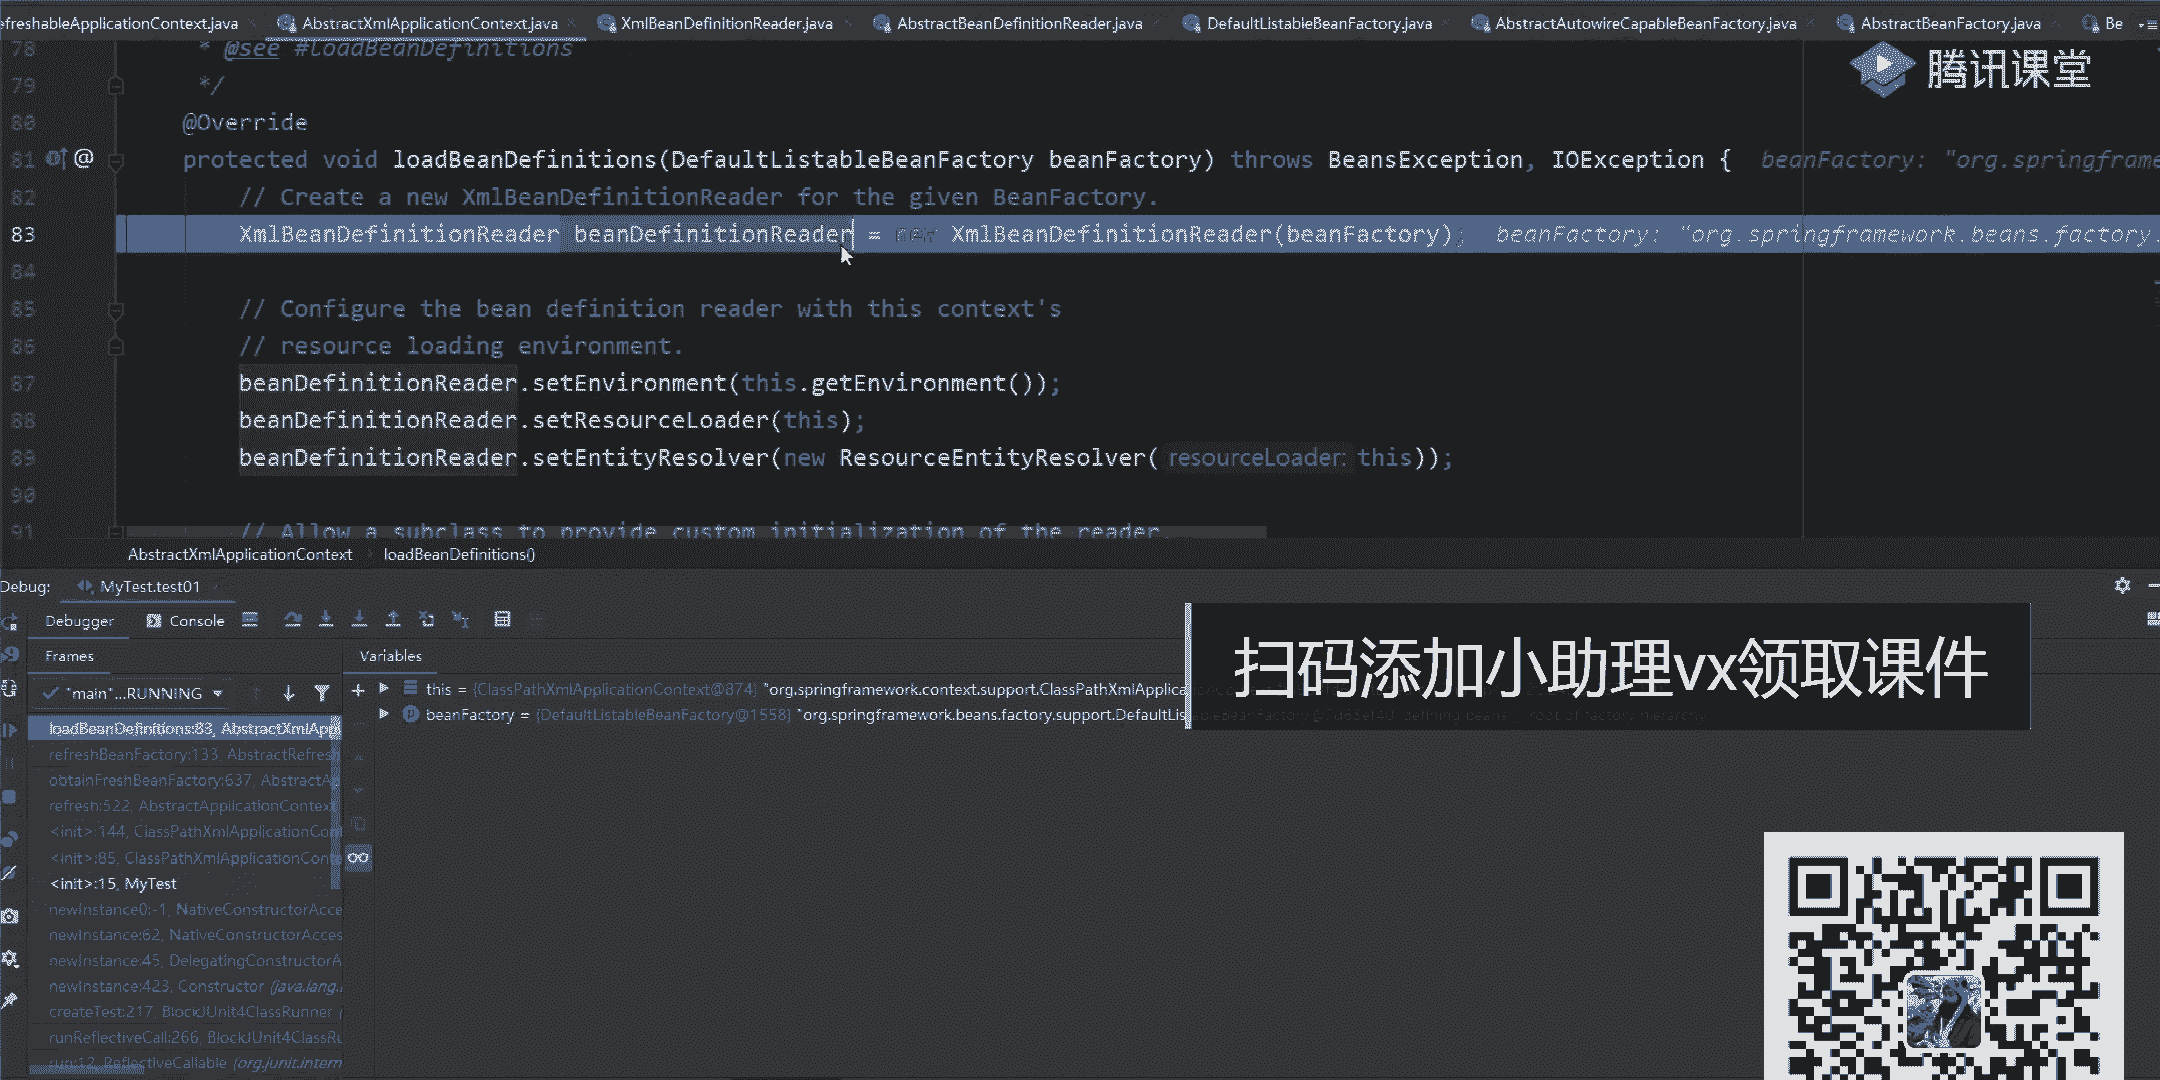 efreshableApplicationContext.java AbstractXmlApplicationContext.java XmlBeanDefinitionReader.java AbstractBeanDefinitionReader.java DefaultListableBeanFactory.java AbstractAutowireCapableBeanFactory.java AbstractBeanFactory.java Be
腾讯课堂
78 * @see #loadBeanDefinitions
79 */
80 @Override
81 @ protected void loadBeanDefinitions(DefaultListableBeanFactory beanFactory) throws BeansException, IOException { beanFactory: "org.springframe
82 // Create a new XmlBeanDefinitionReader for the given BeanFactory.
83 XmlBeanDefinitionReader beanDefinitionReader = new XmlBeanDefinitionReader(beanFactory); beanFactory: "org.springframework.beans.factory.
84
85 // Configure the bean definition reader with this context's
86 // resource loading environment.
87 beanDefinitionReader.setEnvironment(this.getEnvironment());
88 beanDefinitionReader.setResourceLoader(this);
89 beanDefinitionReader.setEntityResolver(new ResourceEntityResolver( resourceLoader: this));
90
91 // Allow a subclass to provide custom initialization of the reader.
AbstractXmlApplicationContext loadBeanDefinitions()
Debug: MyTest.test01
Debugger Console
Frames Variables
"main"...RUNNING
this = {ClassPathXmlApplicationContext@874} "org.springframework.context.support.ClassPathXmlApplica
beanFactory = {DefaultListableBeanFactory@1558} "org.springframework.beans.factory.support.DefaultLis
扫码添加小助理vx领取课件
loadBeanDefinitions:83, AbstractXmlAppl
refreshBeanFactory:133, AbstractRefresh
obtainFreshBeanFactory:637, AbstractA
refresh:522, AbstractApplicationContext
<init>:144, ClassPathXmlApplicationCon
<init>:85, ClassPathXmlApplicationCont
<init>:15, MyTest
newInstance0:-1, NativeConstructorAcce
newInstance:62, NativeConstructorAcces
newInstance:45, DelegatingConstructorA
newInstance:423, Constructor (java.lang.
createTest:217, BlockJUnit4ClassRunner (
runReflectiveCall:266, BlockJUnit4ClassRu
run:12, ReflectiveCallable (org.junit.intern